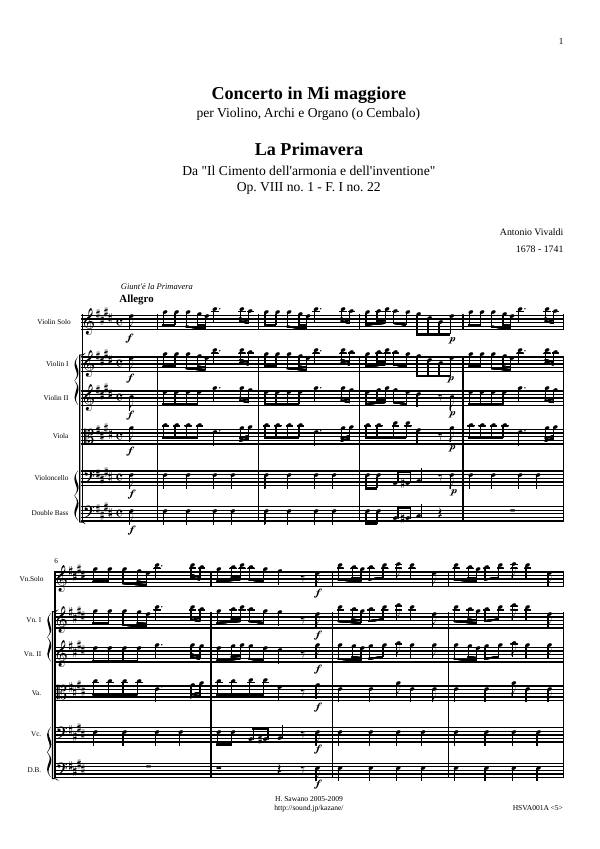 1
Concerto in Mi maggiore
per Violino, Archi e Organo (o Cembalo)
La Primavera
Da "Il Cimento dell'armonia e dell'inventione"
Op. VIII no. 1 - F. I no. 22
Antonio Vivaldi
1678 - 1741
Giunt'é la Primavera
Allegro
Violin Solo
f
p
Violin I
f
p
Violin II
f
p
Viola
f
p
Violoncello
f
p
Double Bass
f
6
Vn.Solo
f
Vn. I
f
Vn. II
f
Va.
f
Vc.
f
D.B.
f
H. Sawano 2005-2009
http://sound.jp/kazane/
HSVA001A <5>